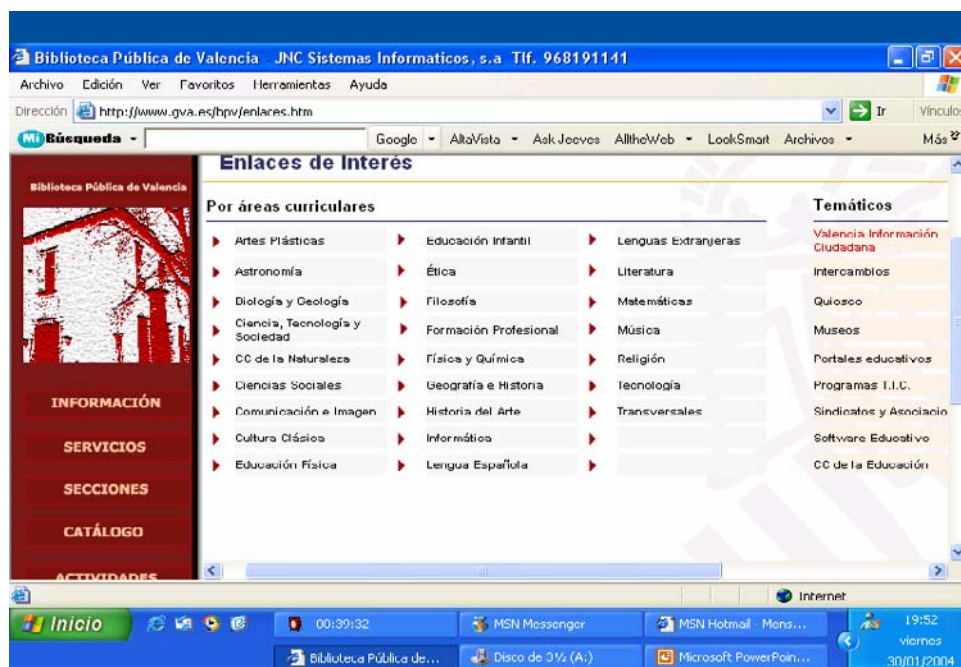 Biblioteca Pública de Valencia - JNC Sistemas Informaticos, s.a Tlf. 968191141
Archivo Edición Ver Favoritos Herramientas Ayuda
Dirección http://www.gva.es/bpv/enlaces.htm Ir Vínculos
Mi Búsqueda Google AltaVista Ask Jeeves AlltheWeb LookSmart Archivos Más
Enlaces de Interés
Biblioteca Pública de Valencia
INFORMACIÓN
SERVICIOS
SECCIONES
CATÁLOGO
ACTIVIDADES
Por áreas curriculares
Artes Plásticas Educación Infantil Lenguas Extranjeras
Astronomía Ética Literatura
Biología y Geología Filosofía Matemáticas
Ciencia, Tecnología y
Sociedad Formación Profesional Música
CC de la Naturaleza Física y Química Religión
Ciencias Sociales Geografía e Historia Tecnología
Comunicación e Imagen Historia del Arte Transversales
Cultura Clásica Informática
Educación Física Lengua Española
Temáticos
Valencia Información
Ciudadana
Intercambios
Quiosco
Museos
Portales educativos
Programas T.I.C.
Sindicatos y Asociacio
Software Educativo
CC de la Educación
Internet
Inicio 00:39:32 MSN Messenger MSN Hotmail - Mens... 19:52
viernes
Biblioteca Pública de... Disco de 3½ (A:) Microsoft PowerPoin... 30/01/2004